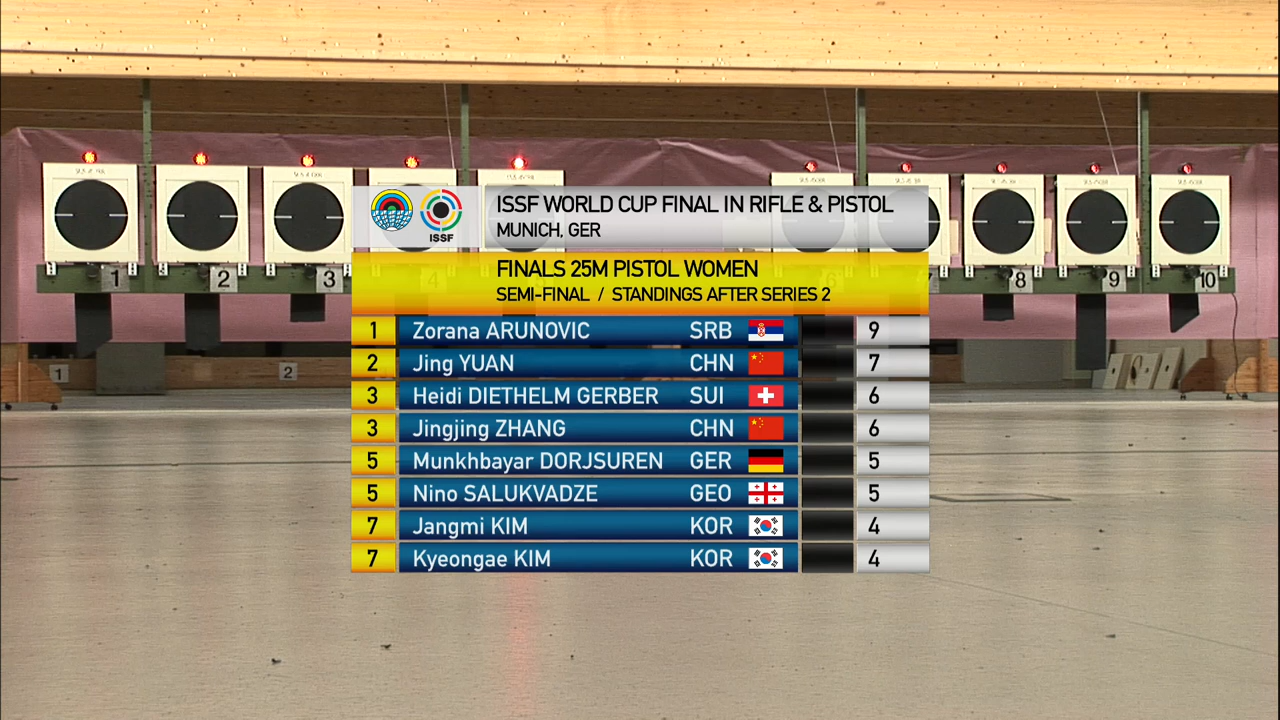 ISSF WORLD CUP FINAL IN RIFLE & PISTOL
MUNICH, GER
ISSF
FINALS 25M PISTOL WOMEN
SEMI-FINAL / STANDINGS AFTER SERIES 2
1 Zorana ARUNOVIC SRB 9
2 Jing YUAN CHN 7
3 Heidi DIETHELM GERBER SUI 6
3 Jingjing ZHANG CHN 6
5 Munkhbayar DORJSUREN GER 5
5 Nino SALUKVADZE GEO 5
7 Jangmi KIM KOR 4
7 Kyeongae KIM KOR 4
1 2 3 4 6 7 8 9 10
1 2